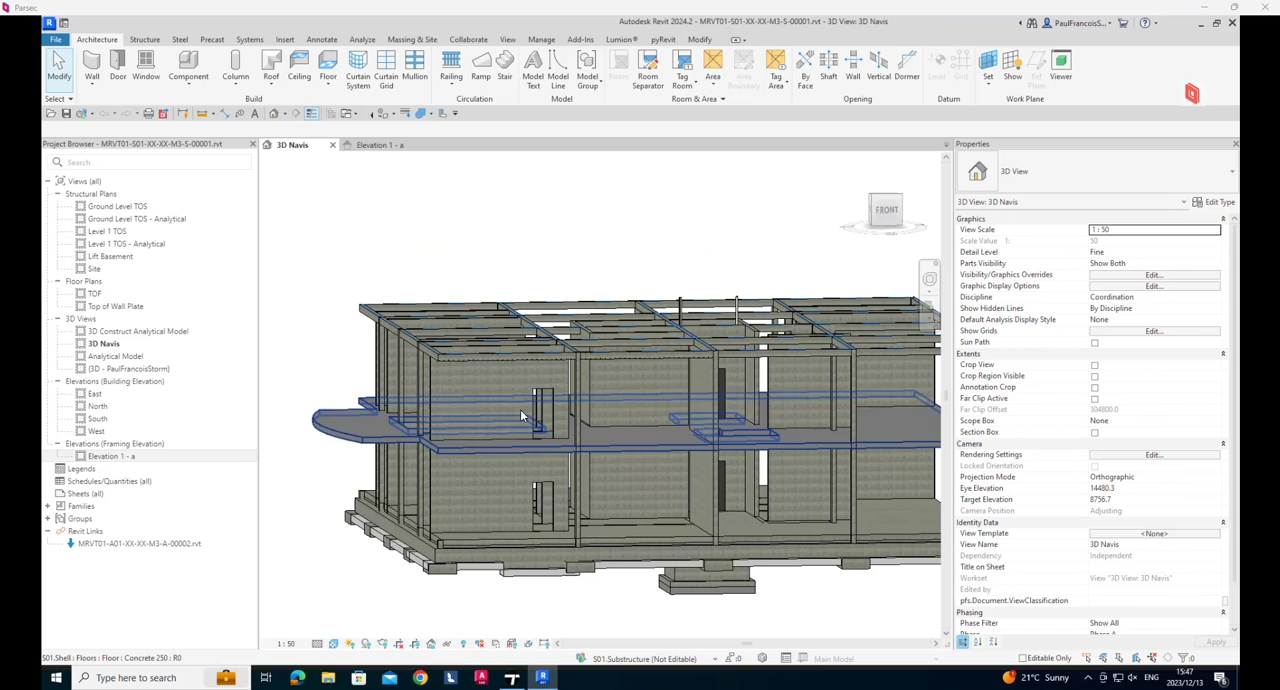 Parsec
Autodesk Revit 2024.2 - MRVT01-S01-XX-XX-M3-S-00001.rvt - 3D View: 3D Navis
PaulFrancoisS...
File Architecture Structure Steel Precast Systems Insert Annotate Analyze Massing & Site Collaborate View Manage Add-Ins Lumion® pyRevit Modify
Modify Wall Door Window Component Column Roof Ceiling Floor Curtain System Curtain Grid Mullion Railing Ramp Stair Model Text Model Line Model Group Room Room Separator Tag Room Area Area Boundary Tag Area By Face Shaft Wall Vertical Dormer Level Grid Set Show Ref Plane Viewer
Select Build Circulation Model Room & Area Opening Datum Work Plane
Project Browser - MRVT01-S01-XX-XX-M3-S-00001.rvt
Search
Views (all)
Structural Plans
Ground Level TOS
Ground Level TOS - Analytical
Level 1 TOS
Level 1 TOS - Analytical
Lift Basement
Site
Floor Plans
TOF
Top of Wall Plate
3D Views
3D Construct Analytical Model
3D Navis
Analytical Model
{3D - PaulFrancoisStorm}
Elevations (Building Elevation)
East
North
South
West
Elevations (Framing Elevation)
Elevation 1 - a
Legends
Schedules/Quantities (all)
Sheets (all)
Families
Groups
Revit Links
MRVT01-A01-XX-XX-M3-A-00002.rvt
3D Navis
Elevation 1 - a
FRONT
Properties
3D View
3D View: 3D Navis Edit Type
Graphics
View Scale 1 : 50
Scale Value 1: 50
Detail Level Fine
Parts Visibility Show Both
Visibility/Graphics Overrides Edit...
Graphic Display Options Edit...
Discipline Coordination
Show Hidden Lines By Discipline
Default Analysis Display Style None
Show Grids Edit...
Sun Path
Extents
Crop View
Crop Region Visible
Annotation Crop
Far Clip Active
Far Clip Offset 304800.0
Scope Box None
Section Box
Camera
Rendering Settings Edit...
Locked Orientation
Projection Mode Orthographic
Eye Elevation 14480.3
Target Elevation 8756.7
Camera Position Adjusting
Identity Data
View Template <None>
View Name 3D Navis
Dependency Independent
Title on Sheet
Workset View "3D View: 3D Navis"
Edited by
pfs.Document.ViewClassification
Phasing
Phase Filter Show All
Apply
1 : 50
S01.Shell : Floors : Floor : Concrete 250 : R0
S01.Substructure (Not Editable)
:0
Main Model
Editable Only
:0
Type here to search
21°C Sunny
ENG
15:47
2023/12/13